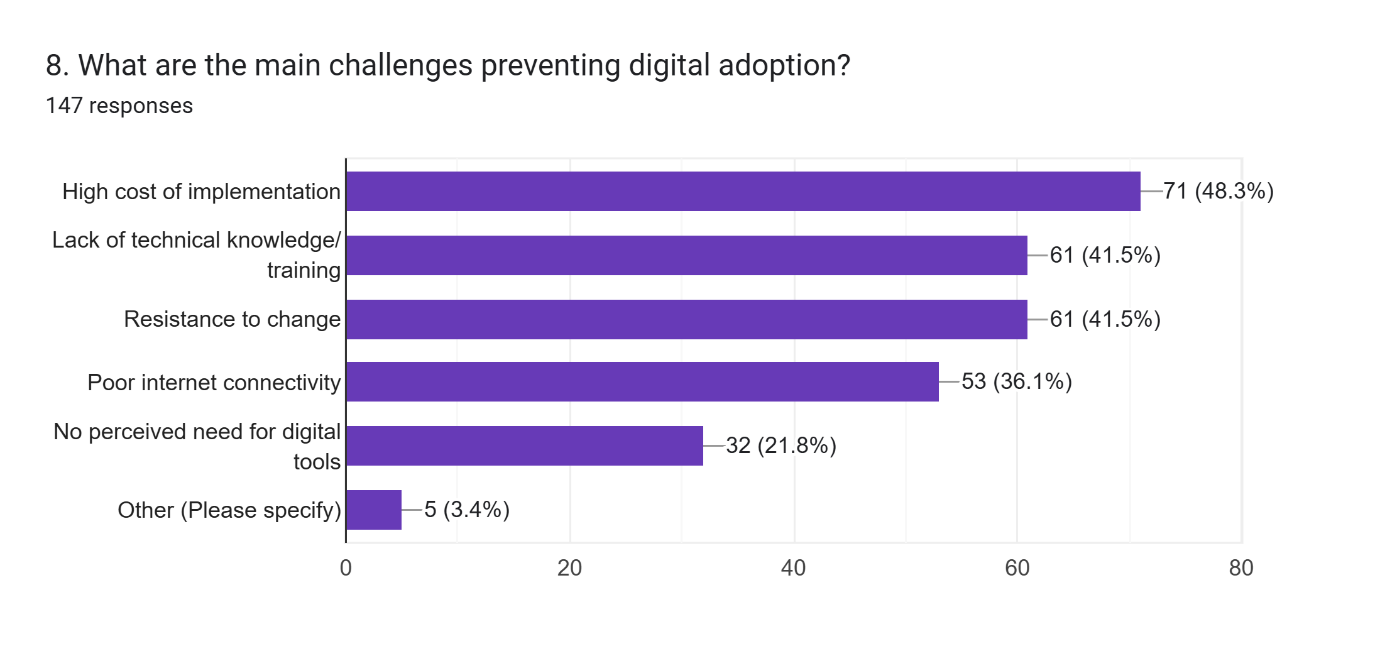 8. What are the main challenges preventing digital adoption?
147 responses
High cost of implementation
71 (48.3%)
Lack of technical knowledge/
training
61 (41.5%)
Resistance to change
61 (41.5%)
Poor internet connectivity
53 (36.1%)
No perceived need for digital
tools
32 (21.8%)
Other (Please specify)
5 (3.4%)
0
20
40
60
80